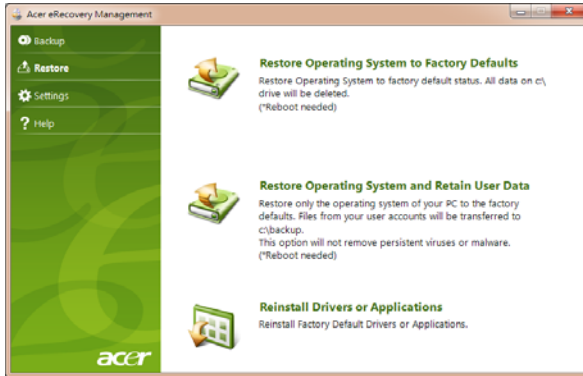 Acer eRecovery Management
Backup
Restore
Settings
? Help
Restore Operating System to Factory Defaults
Restore Operating System to factory default status. All data on c:\
drive will be deleted.
(*Reboot needed)
Restore Operating System and Retain User Data
Restore only the operating system of your PC to the factory
defaults. Files from your user accounts will be transferred to
c:\backup.
This option will not remove persistent viruses or malware.
(*Reboot needed)
Reinstall Drivers or Applications
Reinstall Factory Default Drivers or Applications.
acer